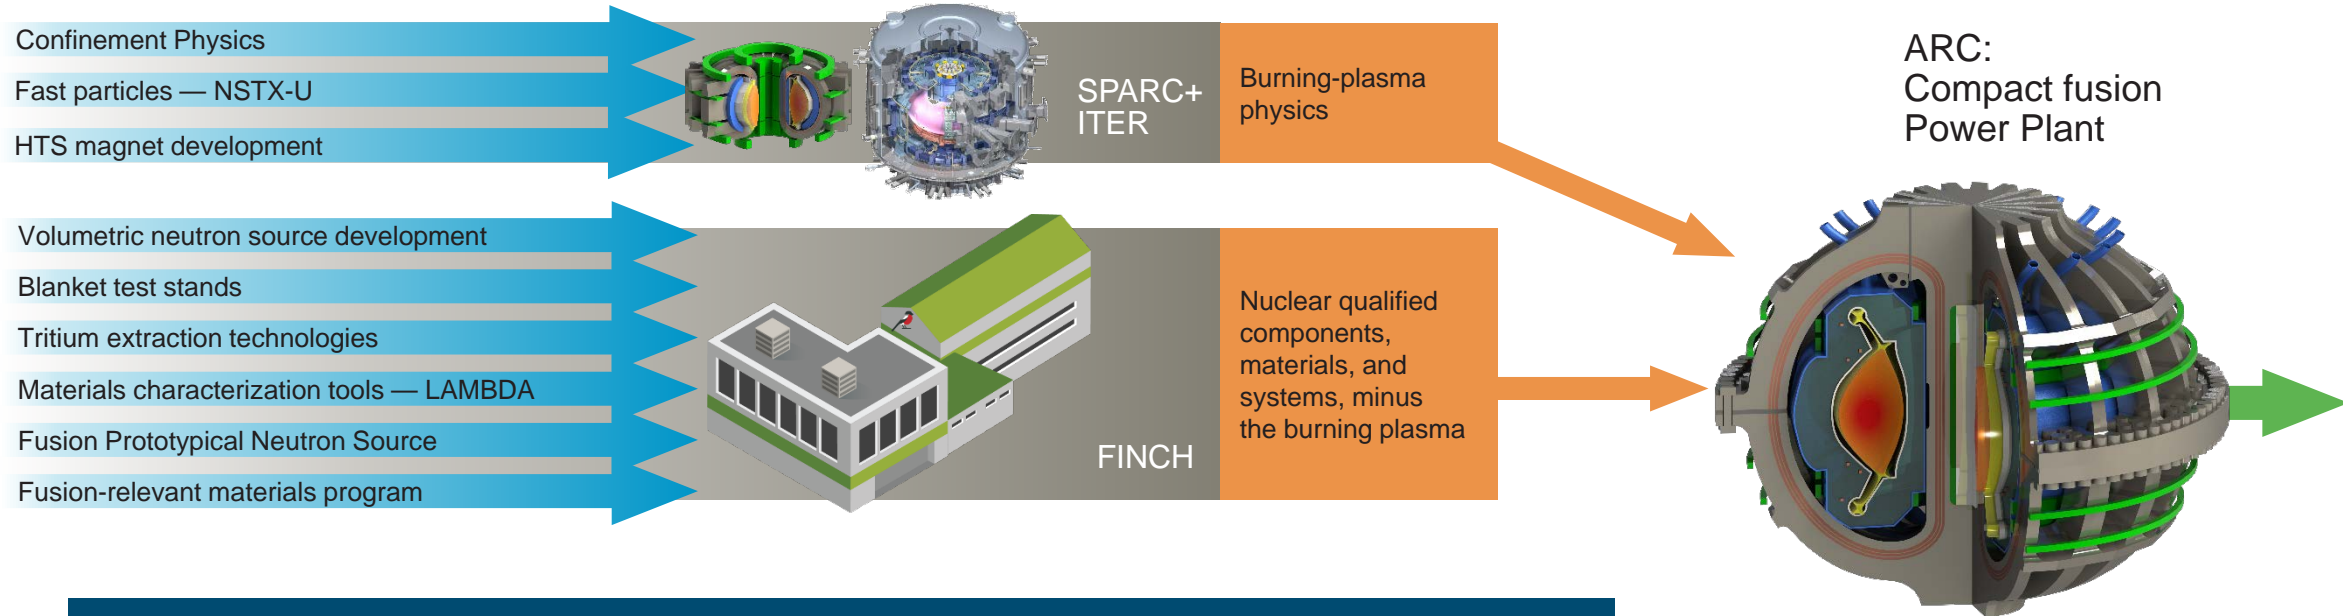 Confinement Physics
Fast particles — NSTX-U
HTS magnet development
SPARC+
ITER
Burning-plasma
physics
ARC:
Compact fusion
Power Plant
Volumetric neutron source development
Blanket test stands
Tritium extraction technologies
Materials characterization tools — LAMBDA
Fusion Prototypical Neutron Source
Fusion-relevant materials program
FINCH
Nuclear qualified
components,
materials, and
systems, minus
the burning plasma